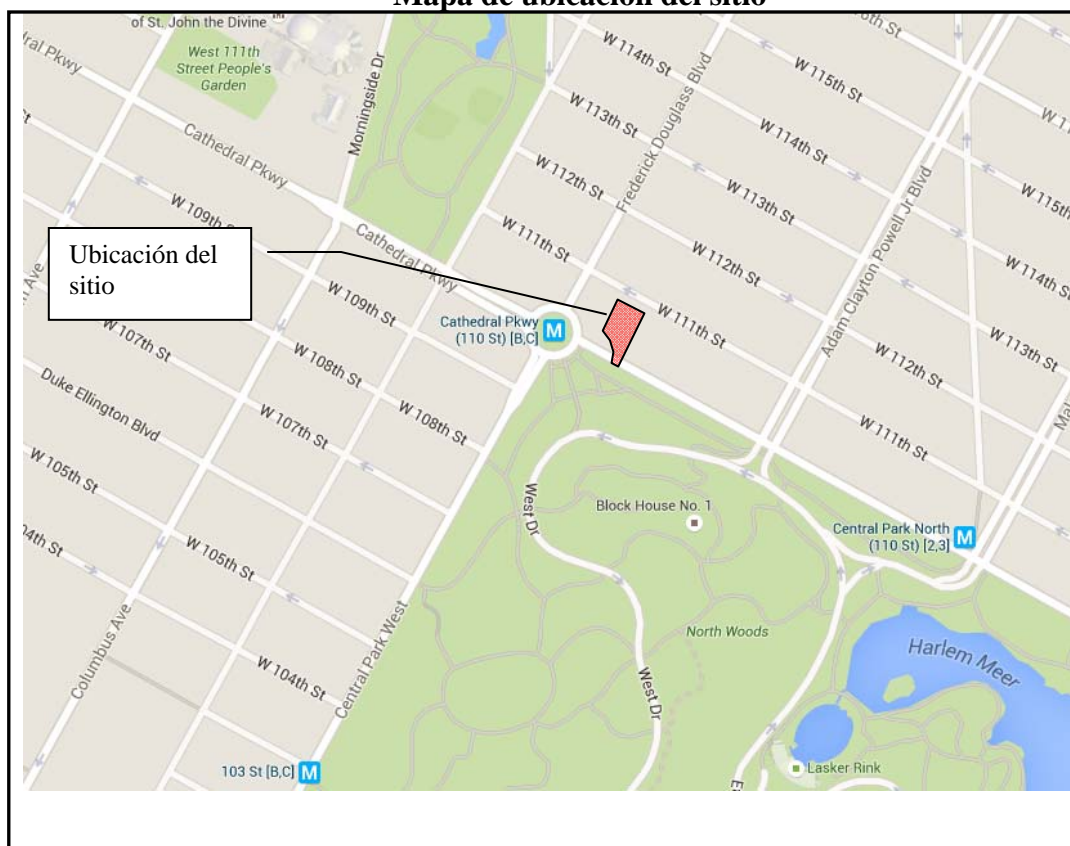 Mapa de ubicación del sitio
of St. John the Divine
West 111th
Street People's
Garden
Morningside Dr
Cathedral Pkwy
Cathedral Pkwy
W 109th St
Cathedral Pkwy
Ubicación del
sitio
W 109th St
W 108th St
W 108th St
W 107th St
W 107th St
Duke Ellington Blvd
W 105th St
W 105th St
W 104th St
Columbus Ave
Central Park West
103 St [B,C]
M
Cathedral Pkwy
(110 St) [B,C]
M
W 111th St
W 112th St
W 113th St
W 114th St
Frederick Douglass Blvd
W 115th St
W 114th St
W 113th St
W 112th St
W 111th St
Adam Clayton Powell Jr Blvd
W 115th St
W 114th St
W 113th St
W 112th St
W 111th St
West Dr
Block House No. 1
Central Park North
(110 St) [2,3]
M
North Woods
West Dr
Harlem Meer
Lasker Rink